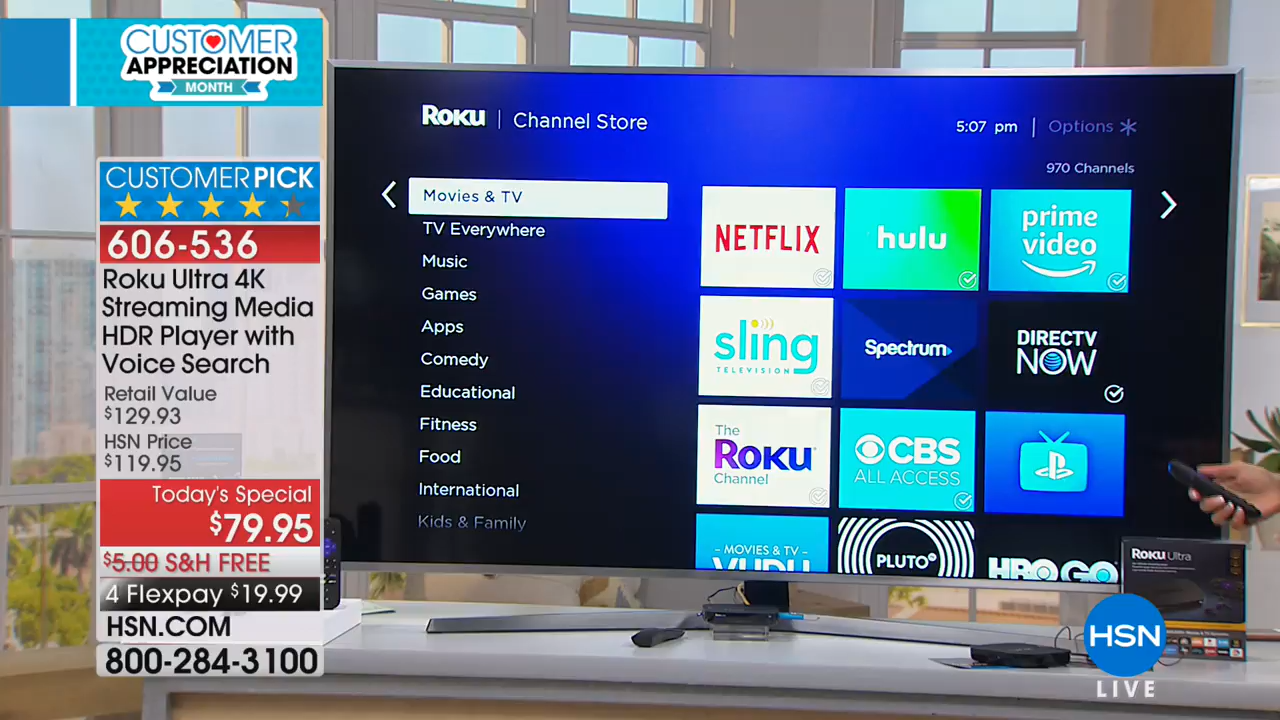 CUSTOMER
APPRECIATION
MONTH
CUSTOMER PICK
606-536
Roku Ultra 4K
Streaming Media
HDR Player with
Voice Search
Retail Value
$129.93
HSN Price
$119.95
Today's Special
$79.95
$5.00 S&H FREE
4 Flexpay $19.99
HSN.COM
800-284-3100
Roku | Channel Store
5:07 pm | Options
970 Channels
Movies & TV
TV Everywhere
Music
Games
Apps
Comedy
Educational
Fitness
Food
International
Kids & Family
NETFLIX
hulu
prime
video
sling
TELEVISION
Spectrum
DIRECTV
NOW
The
Roku
Channel
CBS
ALL ACCESS
- MOVIES & TV -
VUDU
PLUTO TV
HBO GO
Roku Ultra
HSN
LIVE